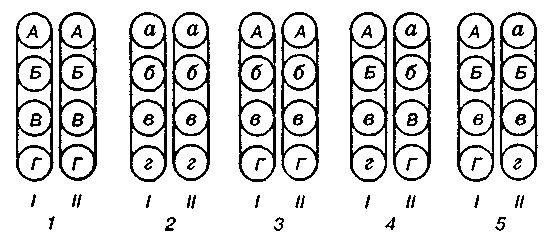 А А а а А А А а А а
Б Б б б б б Б б Б Б
В В в в в в в В в в
Г Г г г Г Г г Г Г г
I II I II I II I II I II
1 2 3 4 5